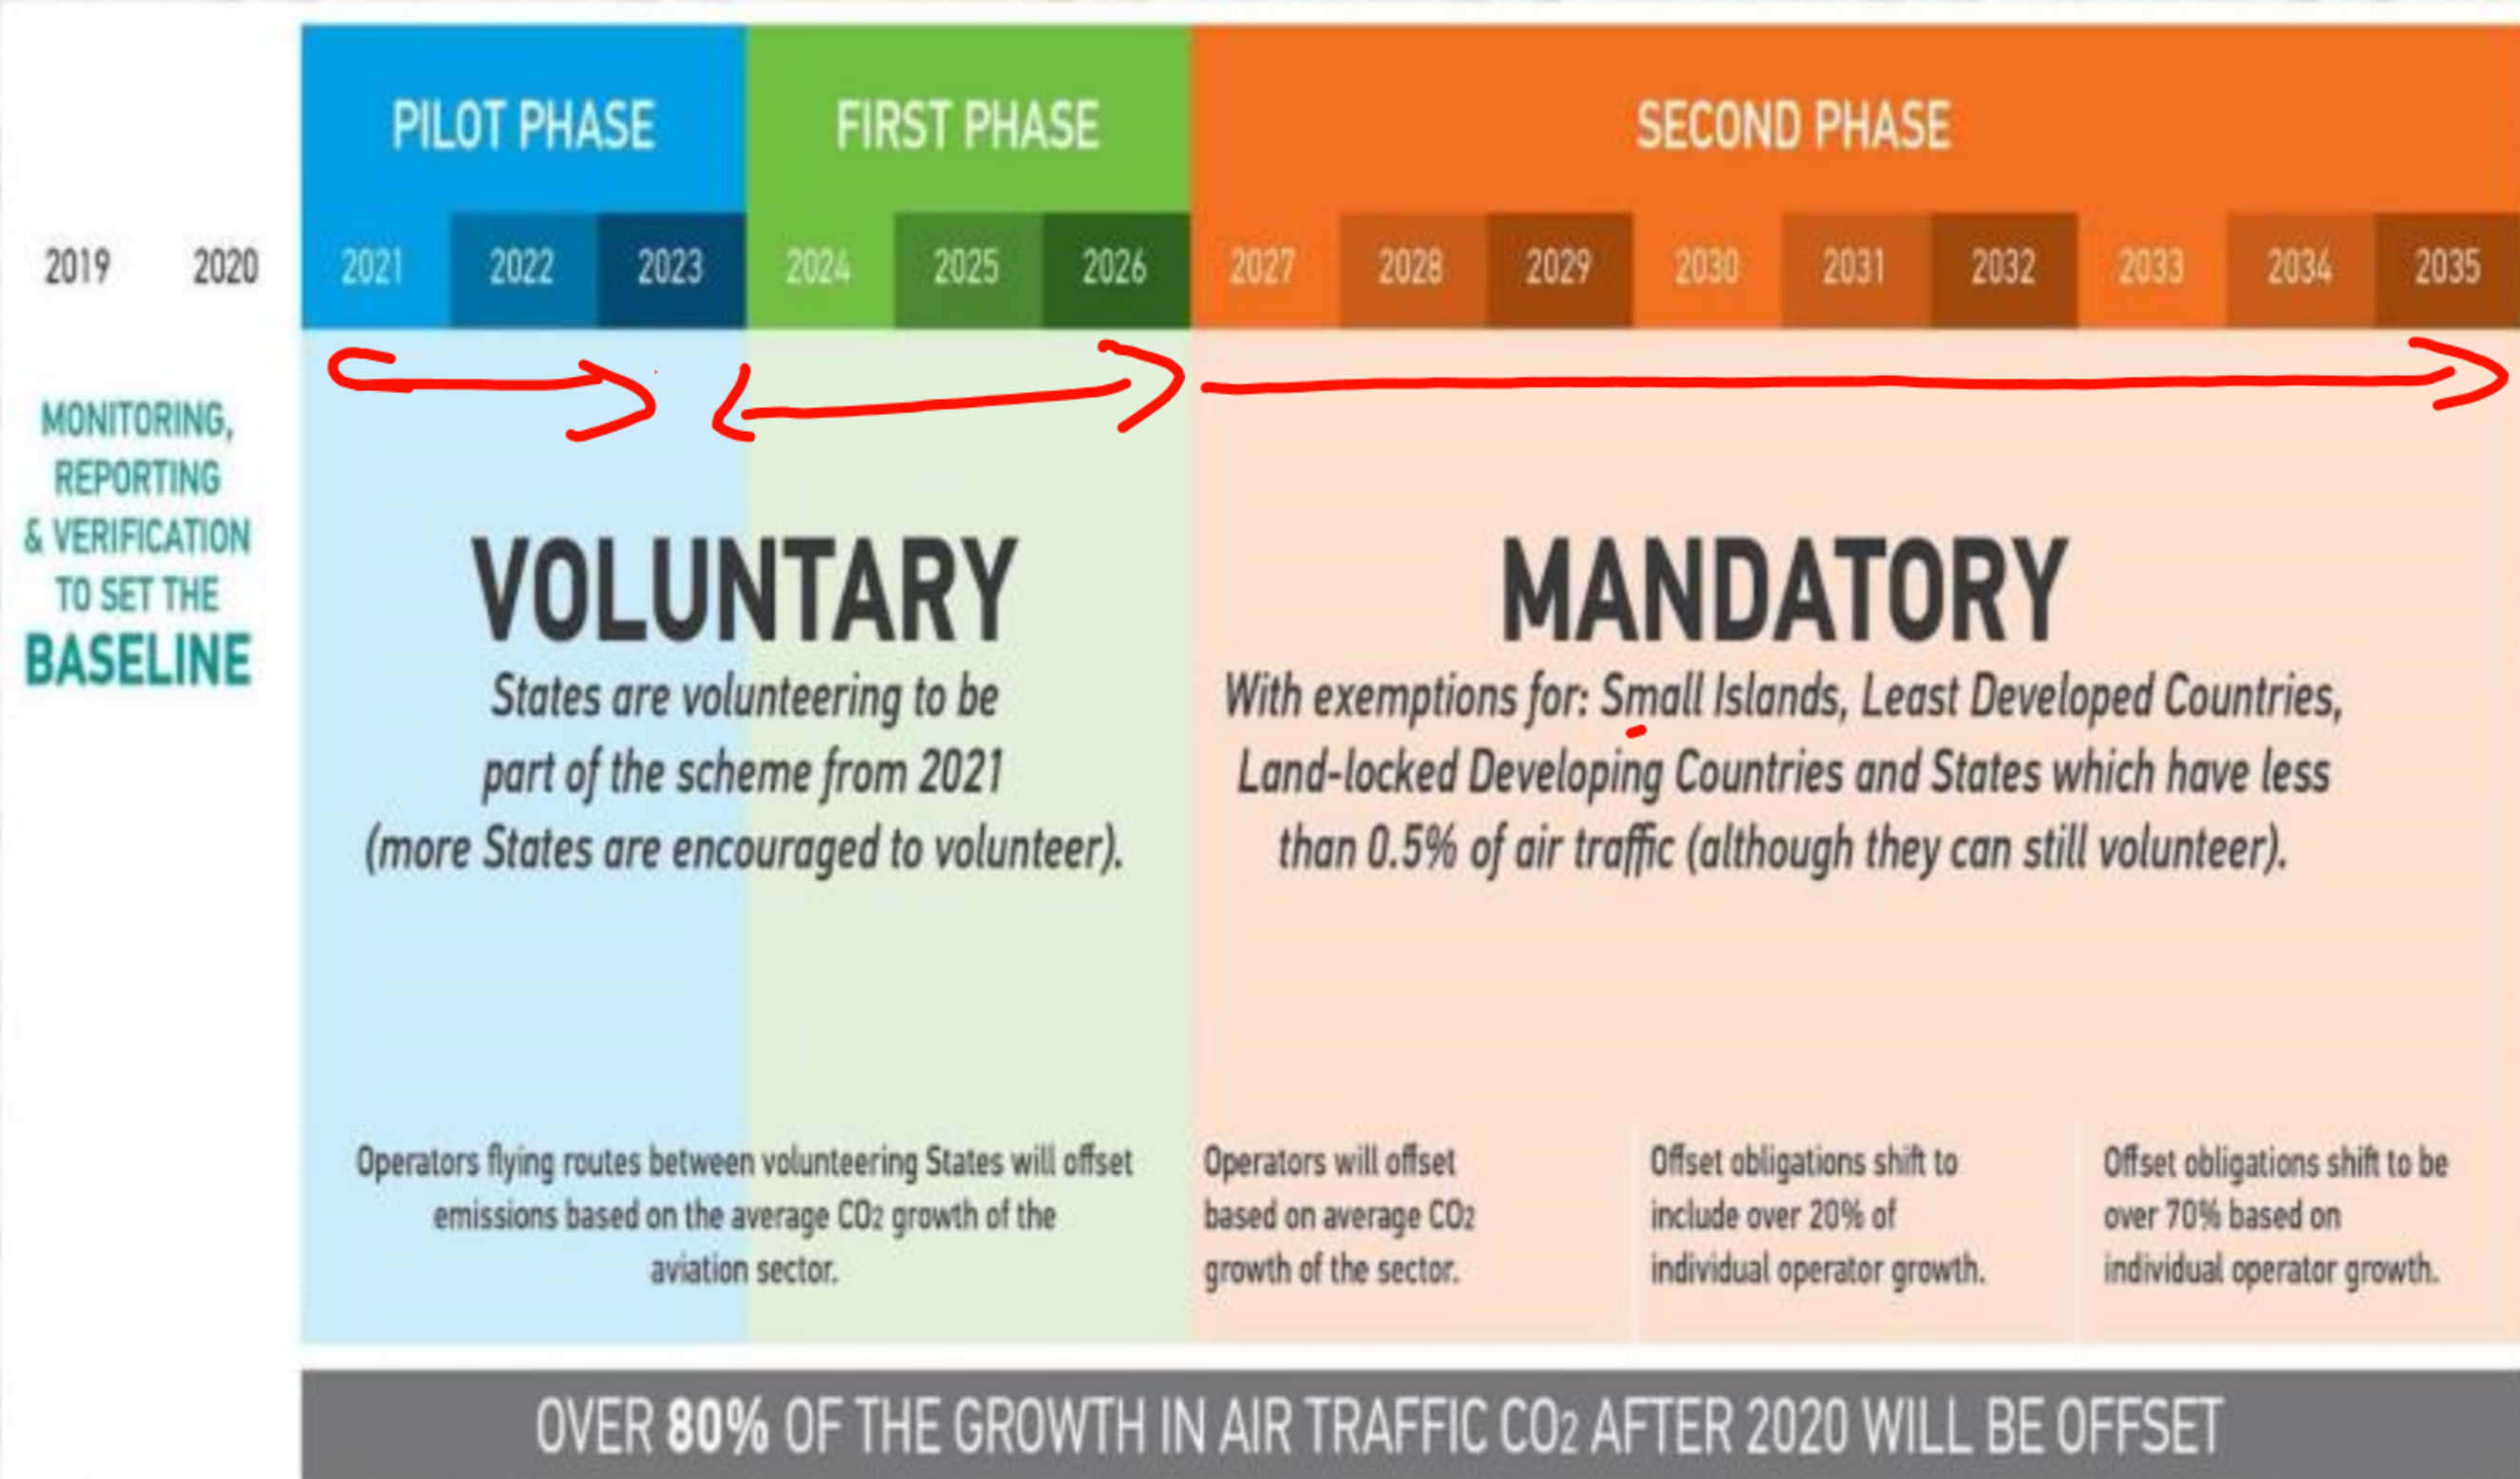 PILOT PHASE
FIRST PHASE
SECOND PHASE
2019 2020 2021 2022 2023 2024 2025 2026 2027 2028 2029 2030 2031 2032 2033 2034 2035
MONITORING,
REPORTING
& VERIFICATION
TO SET THE
BASELINE
VOLUNTARY
States are volunteering to be
part of the scheme from 2021
(more States are encouraged to volunteer).
MANDATORY
With exemptions for: Small Islands, Least Developed Countries,
Land-locked Developing Countries and States which have less
than 0.5% of air traffic (although they can still volunteer).
Operators flying routes between volunteering States will offset
emissions based on the average CO2 growth of the
aviation sector.
Operators will offset
based on average CO2
growth of the sector.
Offset obligations shift to
include over 20% of
individual operator growth.
Offset obligations shift to be
over 70% based on
individual operator growth.
OVER 80% OF THE GROWTH IN AIR TRAFFIC CO2 AFTER 2020 WILL BE OFFSET